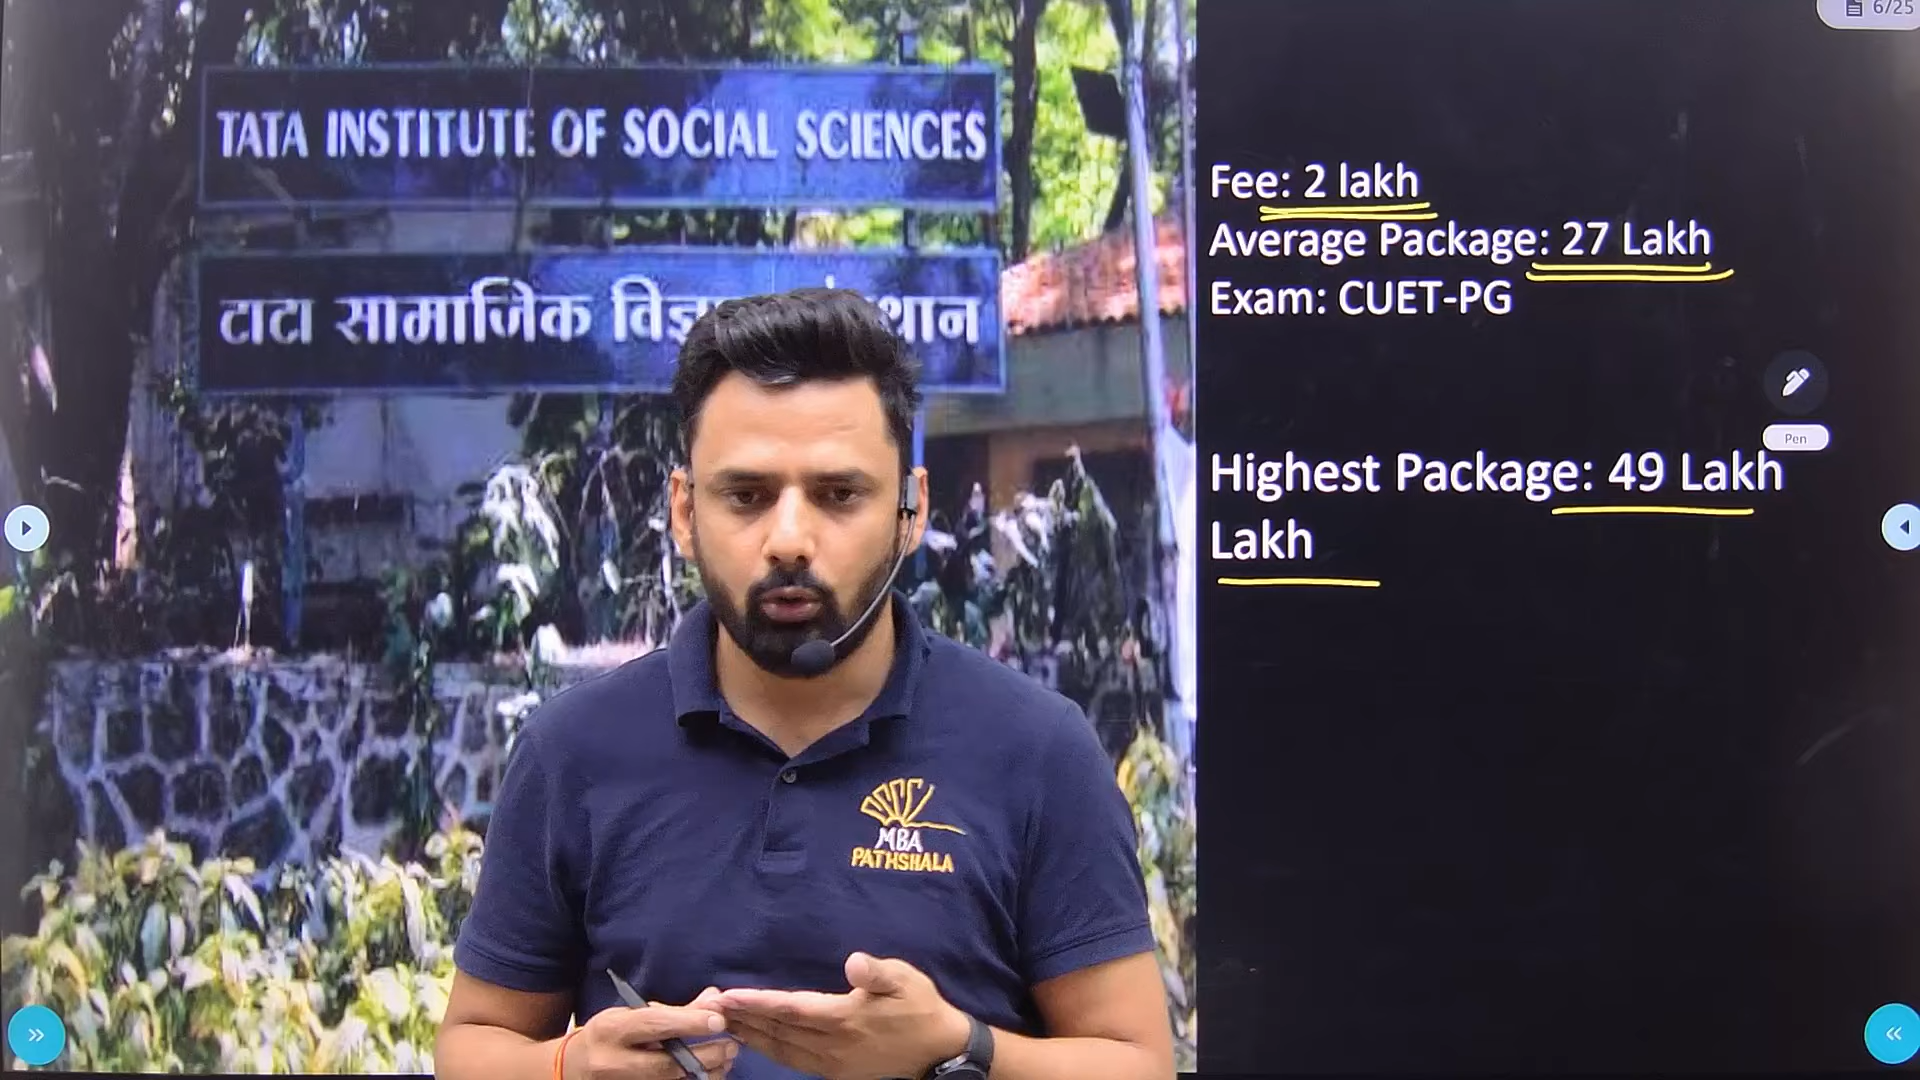 6/25
TATA INSTITUTE OF SOCIAL SCIENCES
टाटा सामाजिक
Fee: 2 lakh
Average Package: 27 Lakh
Exam: CUET-PG
Pen
Highest Package: 49 Lakh
Lakh
MBA
PATHSHALA